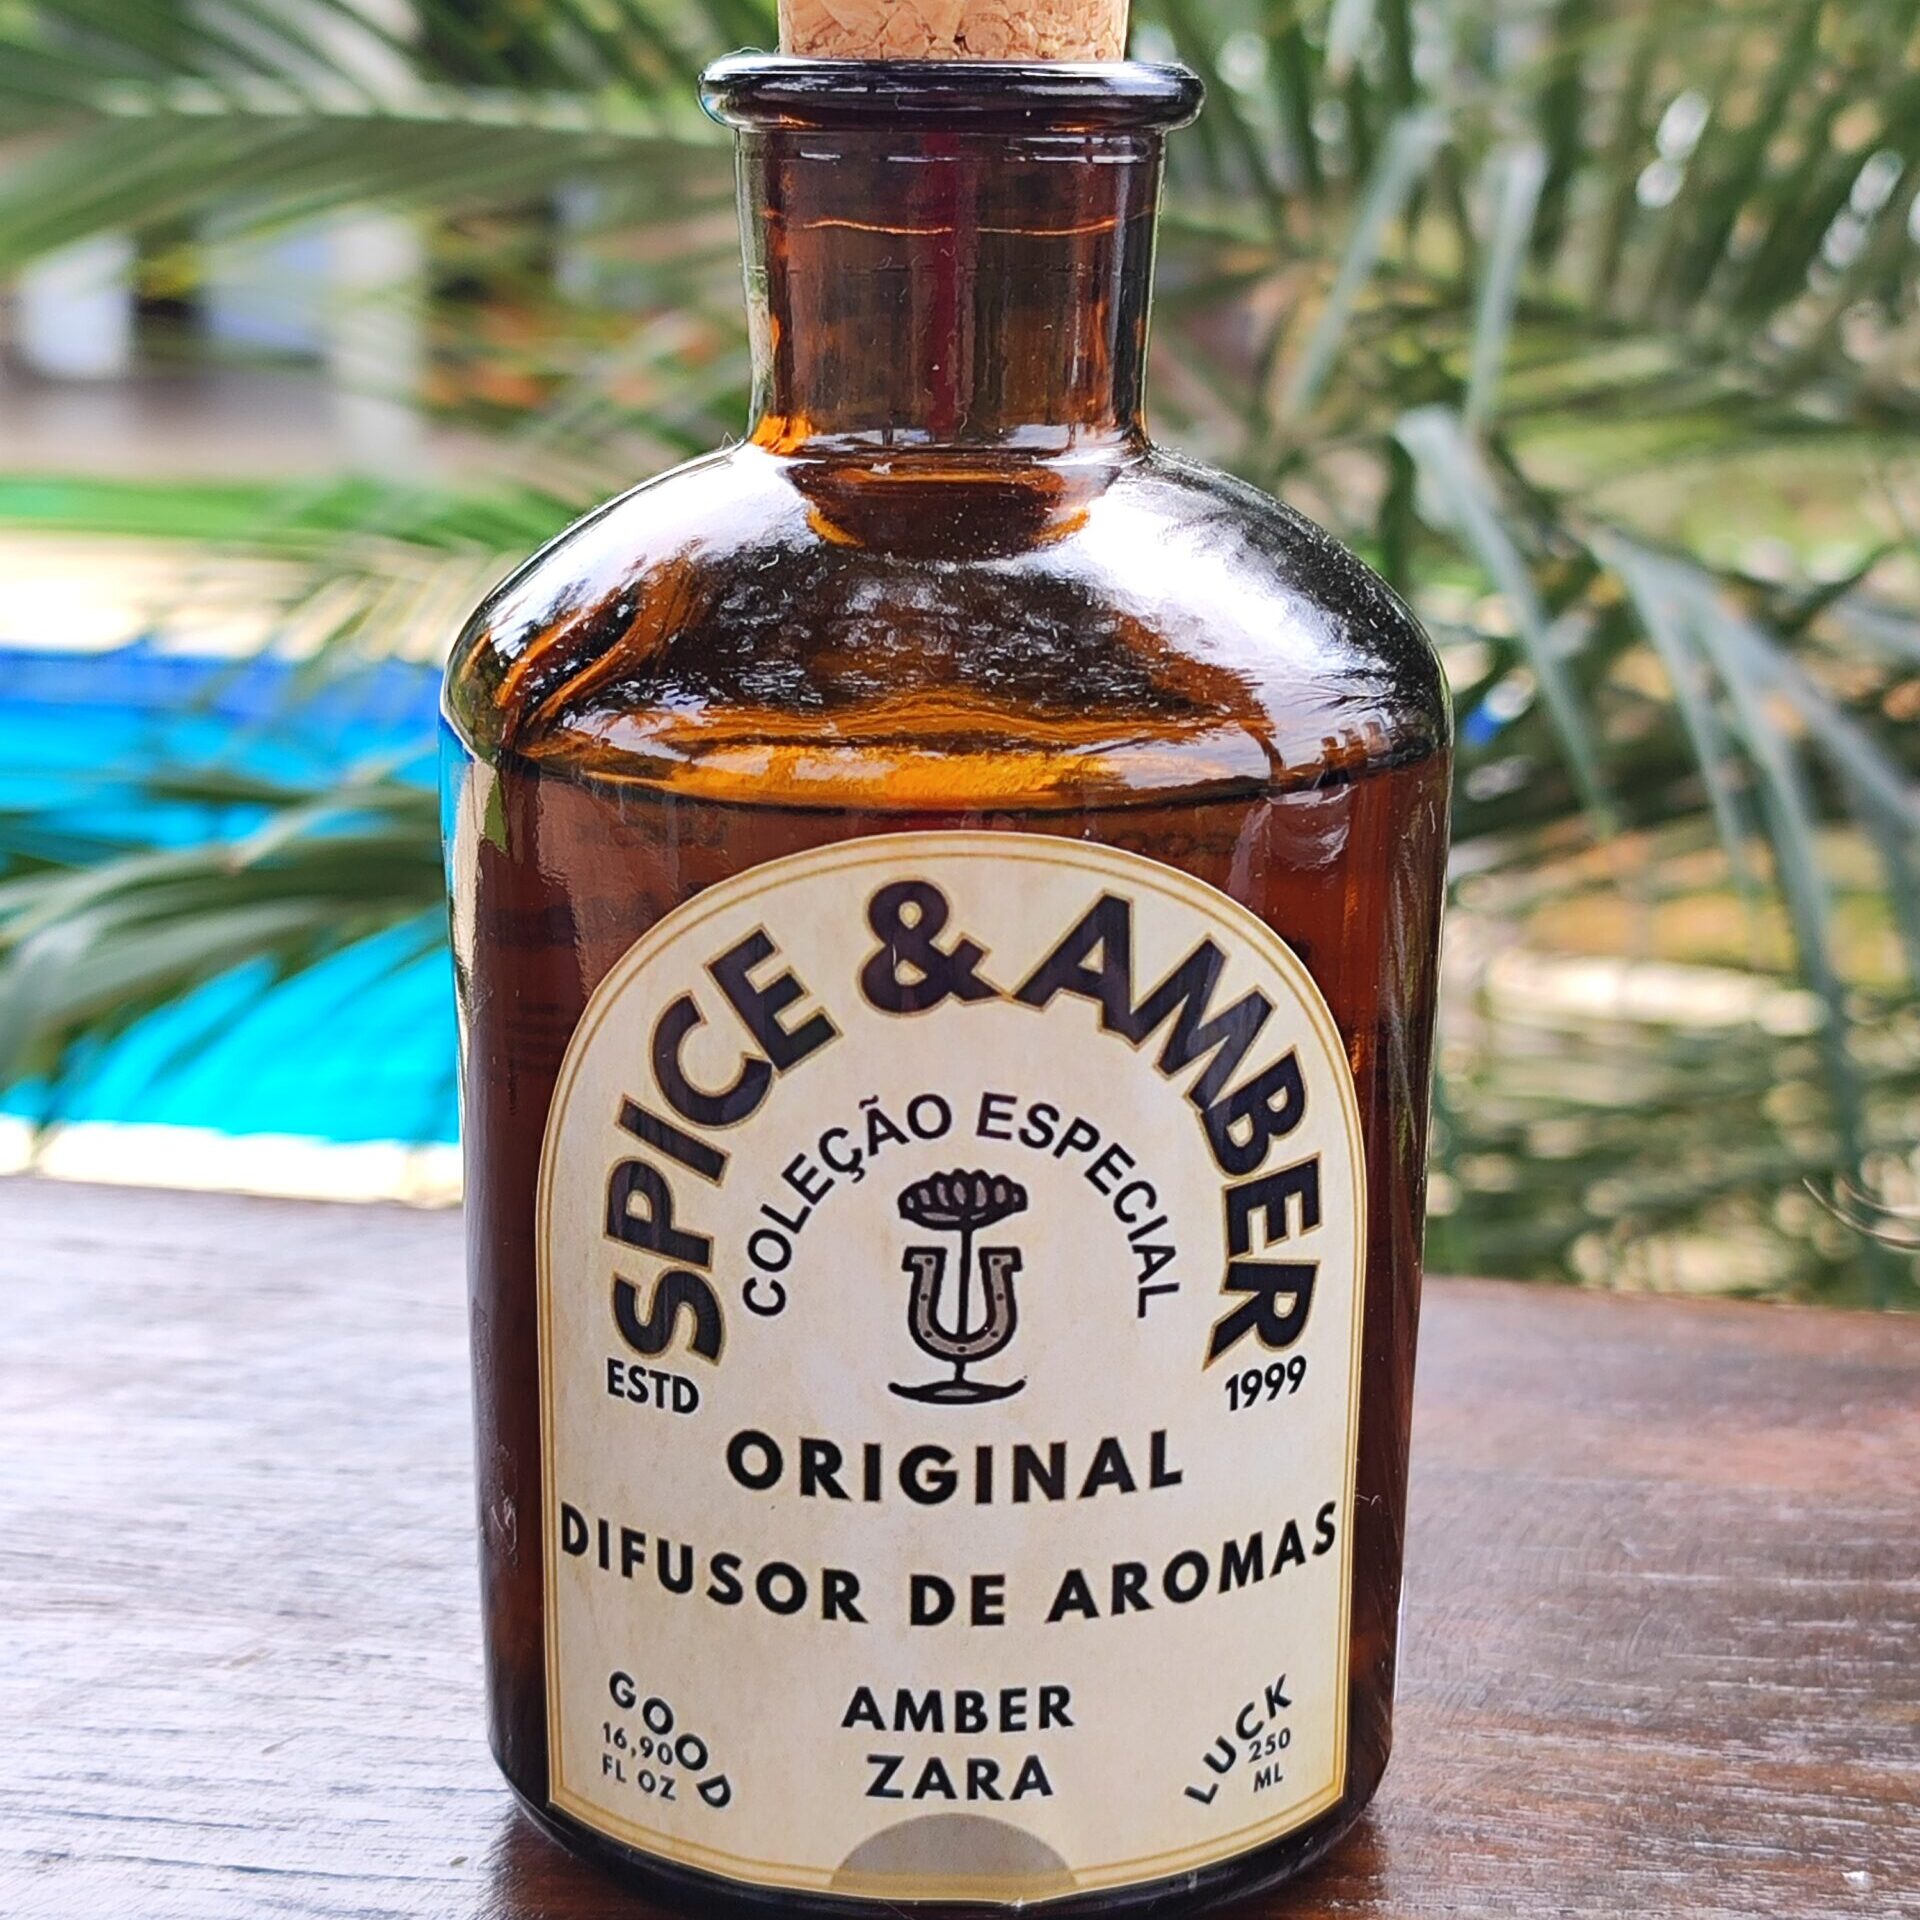 SPICE & AMBER
COLEÇÃO ESPECIAL
ESTD
1999
ORIGINAL
DIFUSOR DE AROMAS
GOOD
16,90
FL OZ
AMBER
ZARA
LUCK
250
ML